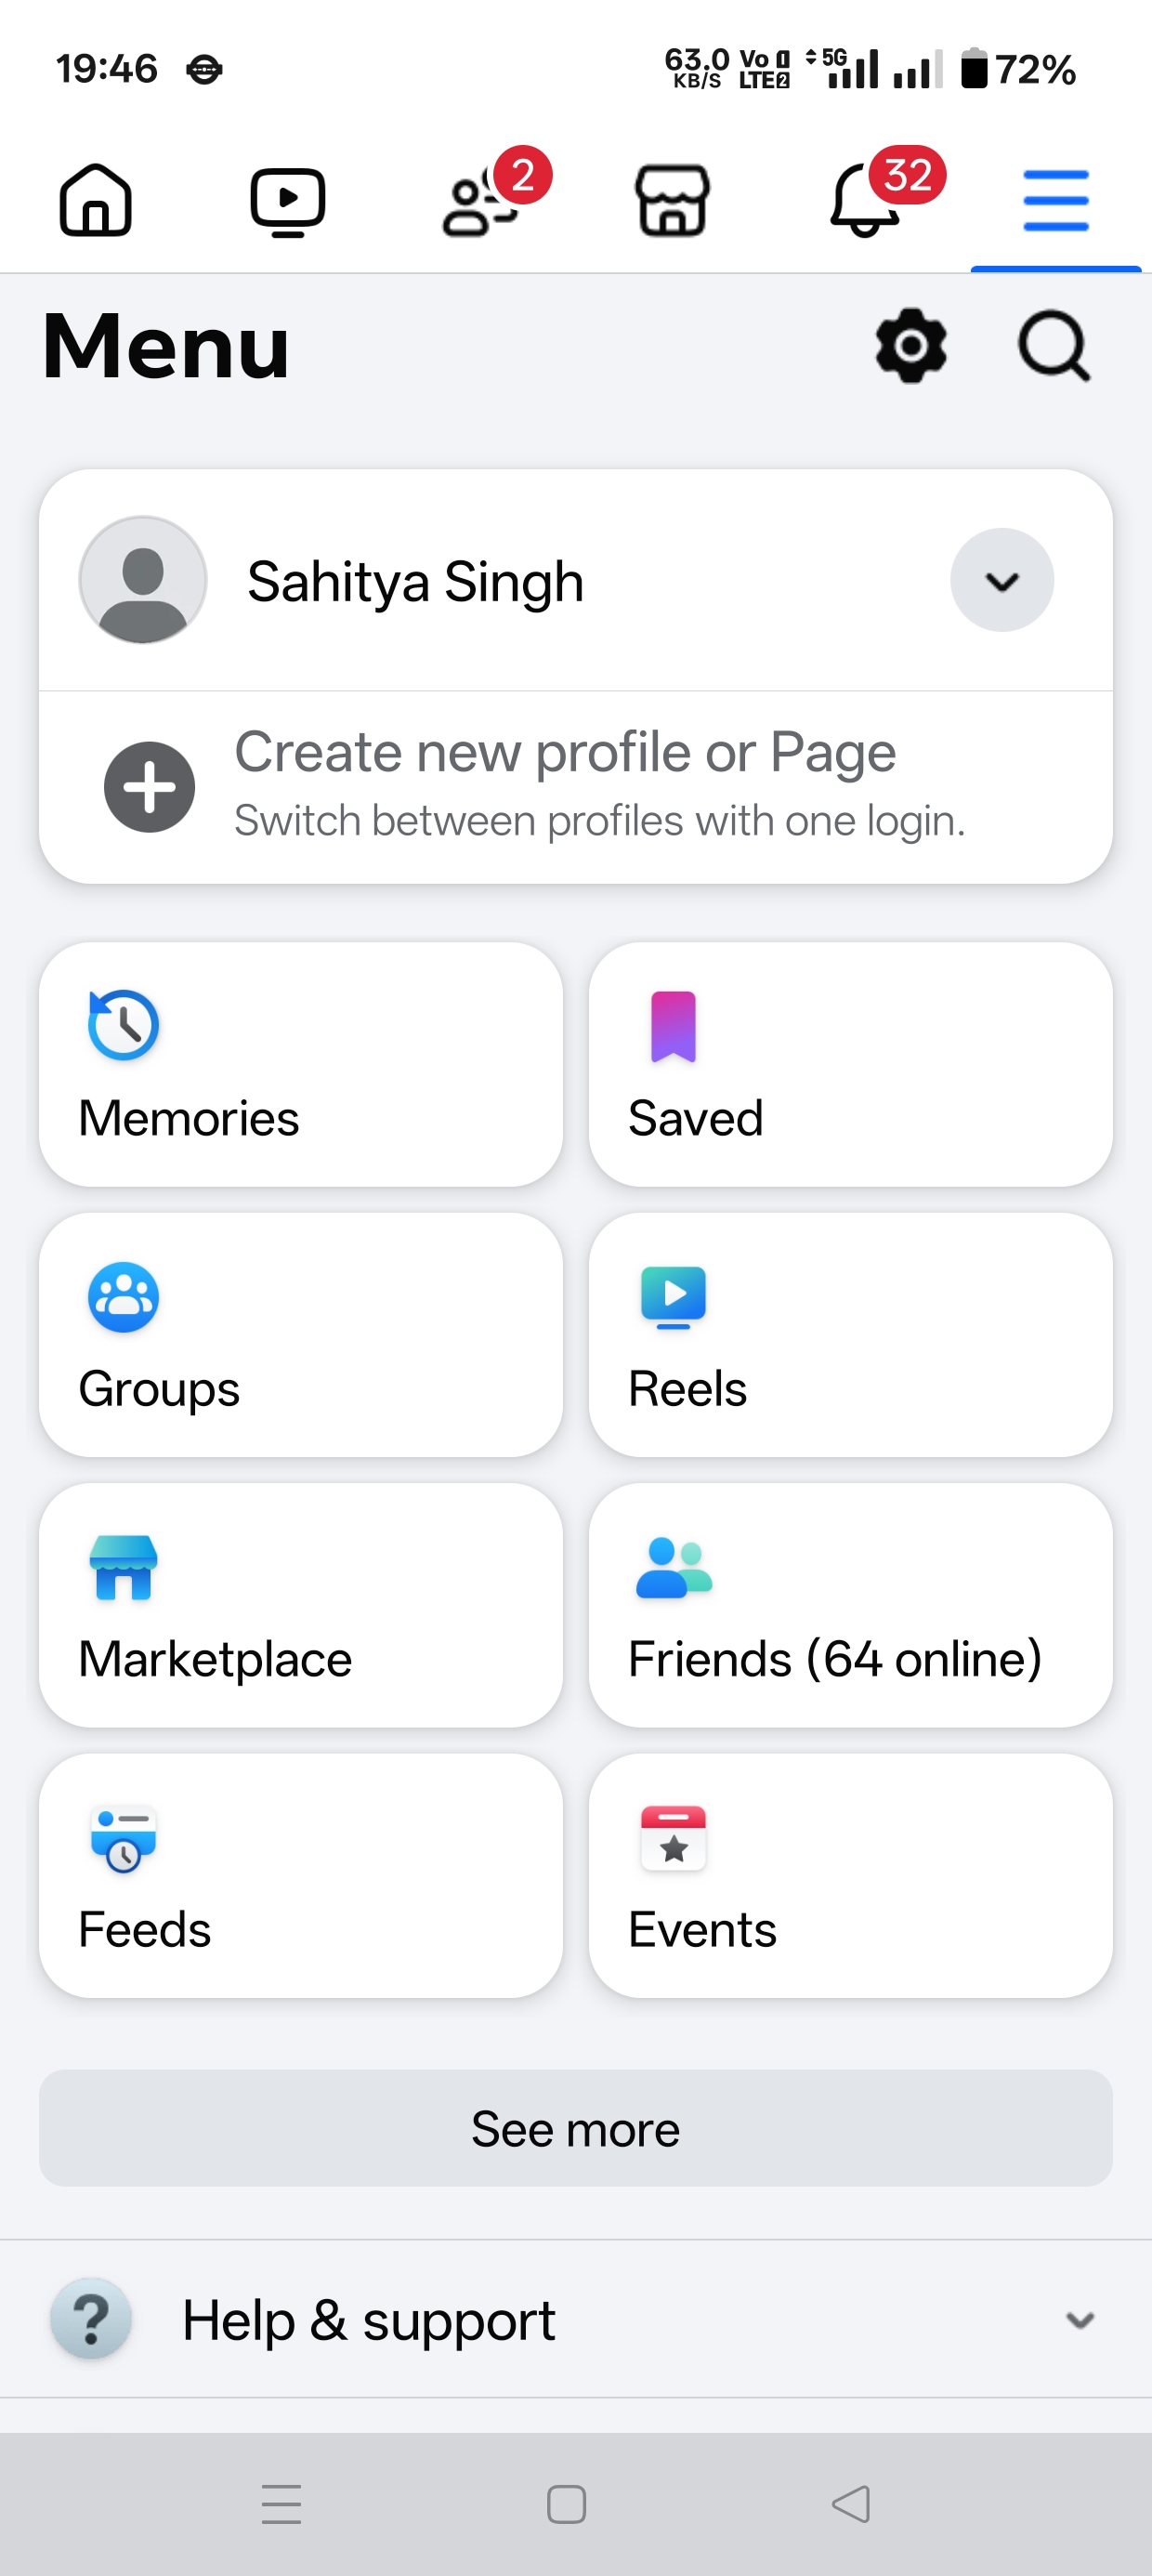 19:46 63.0 KB/S Vo 1 LTE 2 5G 72%
2 32
Menu
Sahitya Singh
Create new profile or Page
Switch between profiles with one login.
Memories Saved
Groups Reels
Marketplace Friends (64 online)
Feeds Events
See more
? Help & support